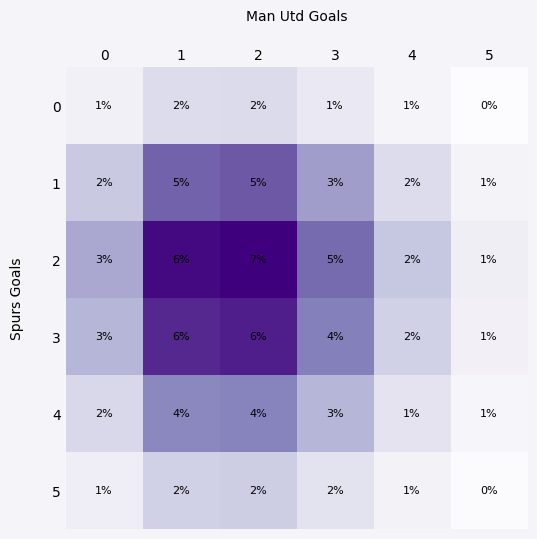 Man Utd Goals
0 1 2 3 4 5
0 1% 2% 2% 1% 1% 0%
1 2% 5% 5% 3% 2% 1%
2 3% 6% 7% 5% 2% 1%
Spurs Goals
3 3% 6% 6% 4% 2% 1%
4 2% 4% 4% 3% 1% 1%
5 1% 2% 2% 2% 1% 0%